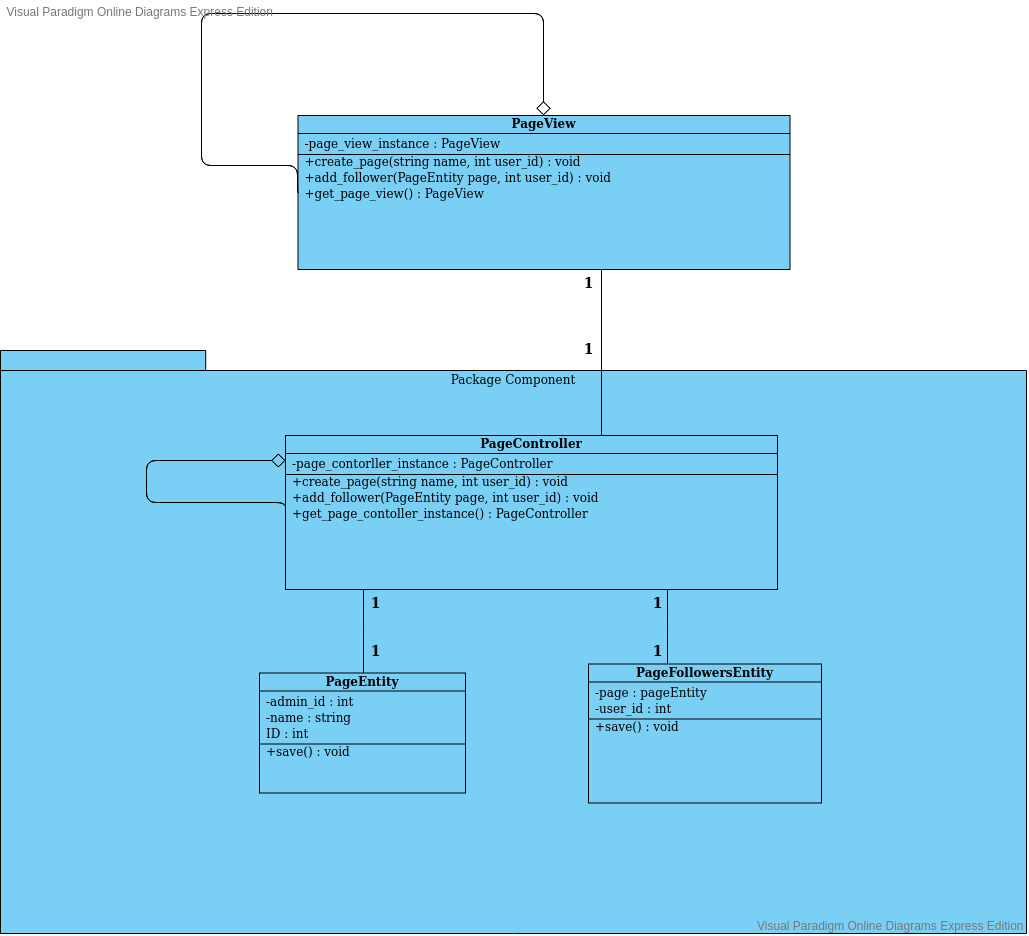 Visual Paradigm Online Diagrams Express Edition
PageView
-page_view_instance : PageView
+create_page(string name, int user_id) : void
+add_follower(PageEntity page, int user_id) : void
+get_page_view() : PageView
1
1
Package Component
PageController
-page_contorller_instance : PageController
+create_page(string name, int user_id) : void
+add_follower(PageEntity page, int user_id) : void
+get_page_contoller_instance() : PageController
1
1
1
1
PageEntity
-admin_id : int
-name : string
ID : int
+save() : void
PageFollowersEntity
-page : pageEntity
-user_id : int
+save() : void
Visual Paradigm Online Diagrams Express Edition